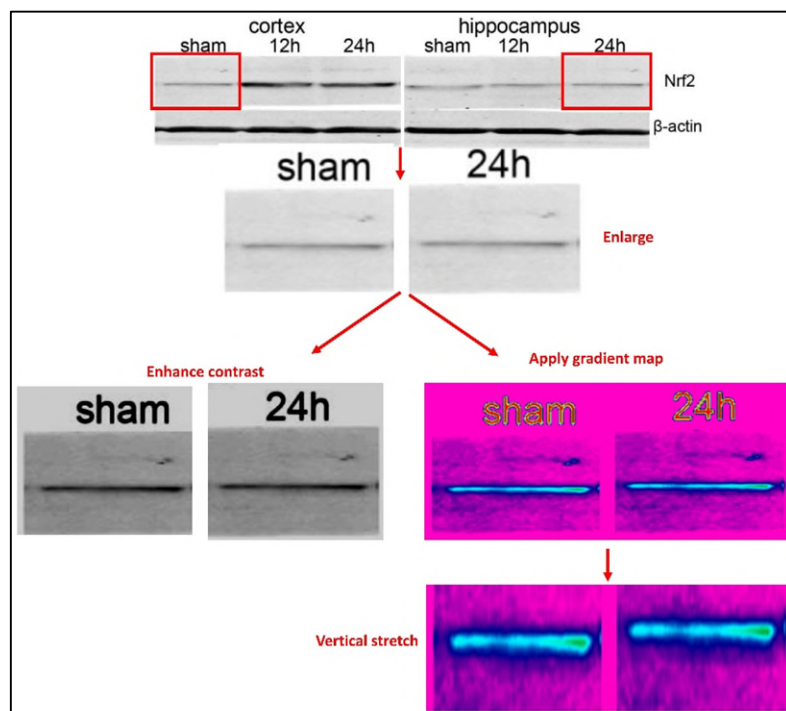 cortex hippocampus
sham 12h 24h sham 12h 24h
Nrf2
β-actin
sham 24h
Enlarge
Enhance contrast Apply gradient map
sham 24h sham 24h
Vertical stretch